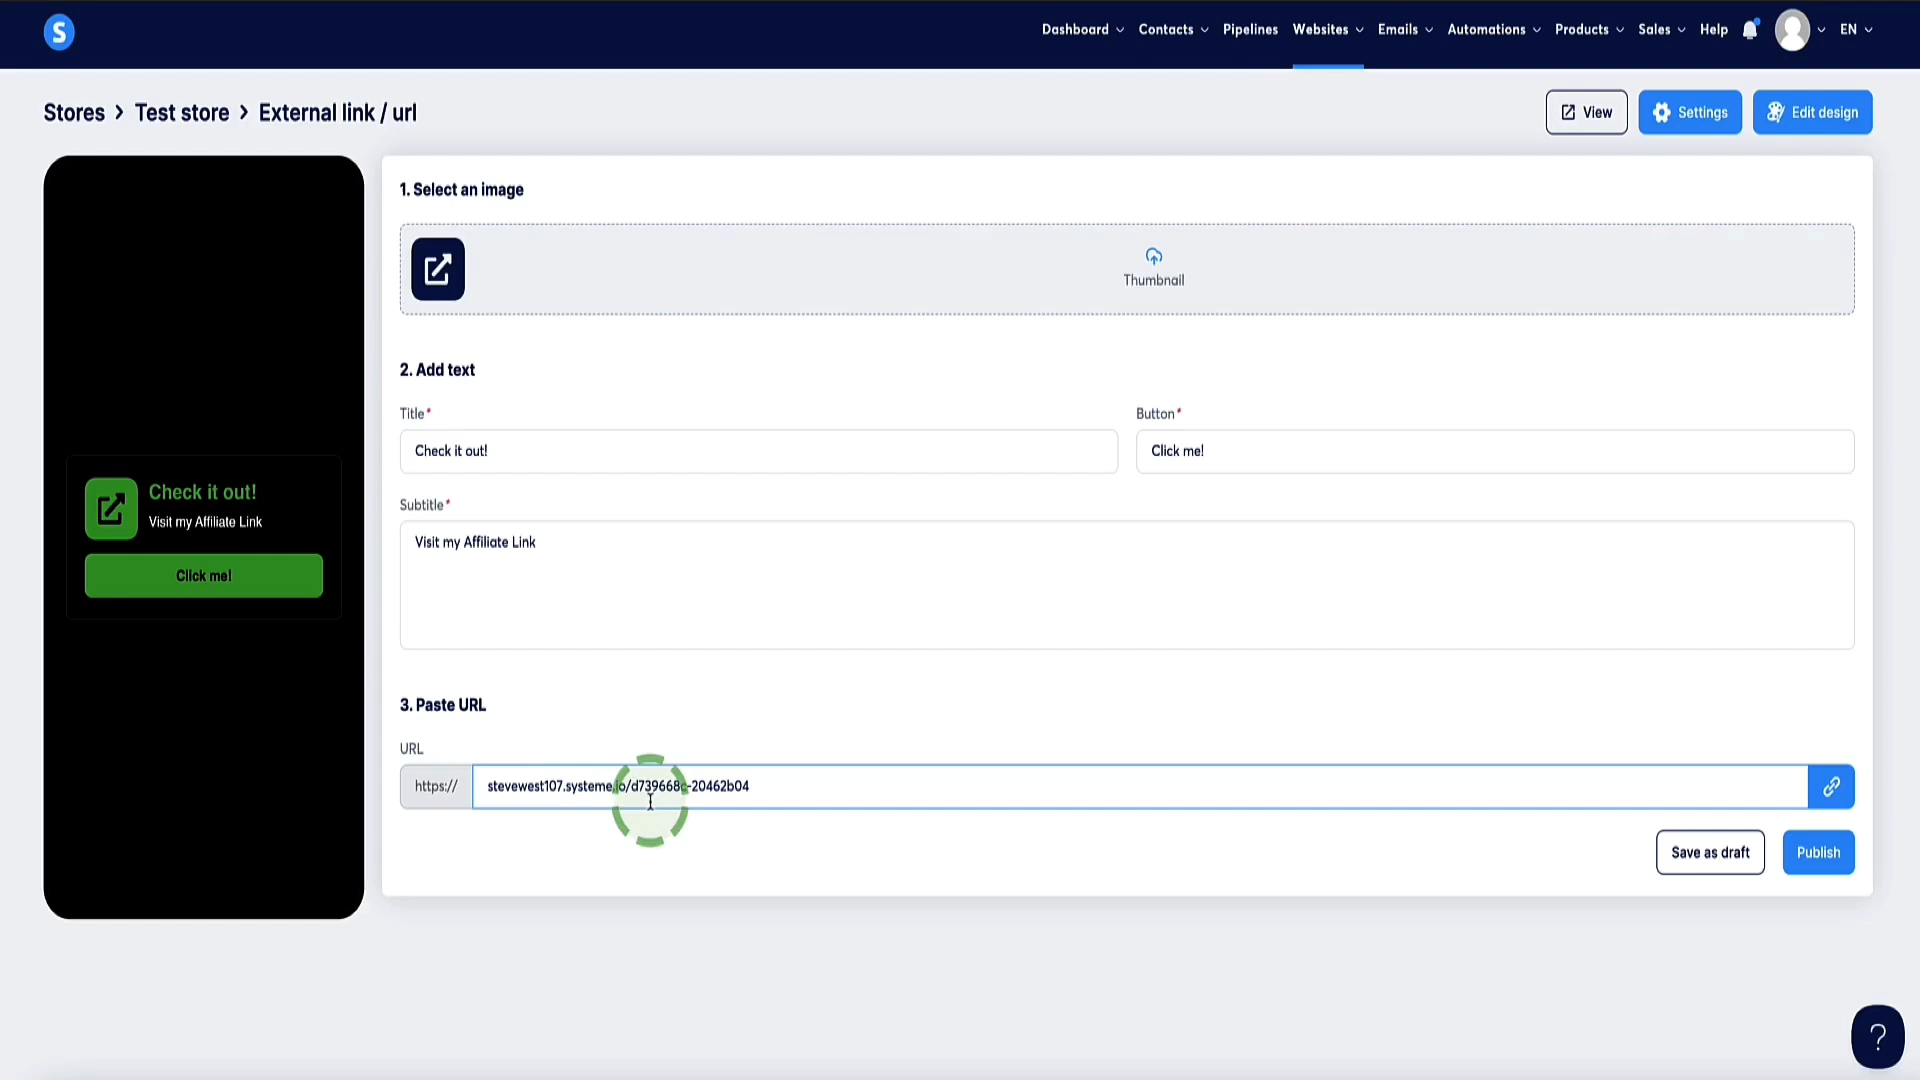 S
Dashboard Contacts Pipelines Websites Emails Automations Products Sales Help EN
Stores > Test store > External link / url
View Settings Edit design
1. Select an image
Thumbnail
2. Add text
Title* Button*
Check it out! Click me!
Subtitle*
Visit my Affiliate Link
Check it out!
Visit my Affiliate Link
Click me!
3. Paste URL
URL
https:// stevewest107.systeme.io/d739668c-20462b04
Save as draft Publish
?